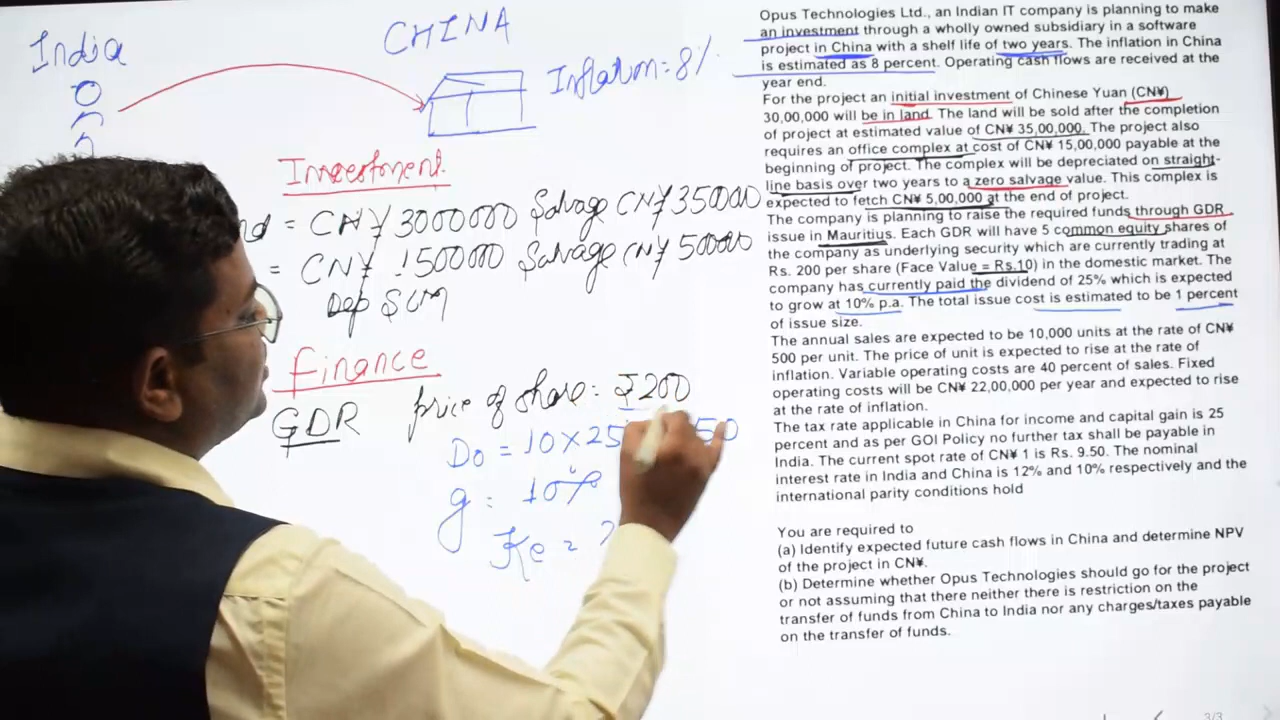 India
CHINA
Inflation = 8%
Investment
nd = CN¥ 3000000 Salvage CN¥ 3500000
= CN¥ 1500000 Salvage CN¥ 500000
Dep SLM
Finance
GDR price of share = ₹200
D0 = 10 × 25 50
g = 10%
Ke = ?
Opus Technologies Ltd., an Indian IT company is planning to make
an investment through a wholly owned subsidiary in a software
project in China with a shelf life of two years. The inflation in China
is estimated as 8 percent. Operating cash flows are received at the
year end.
For the project an initial investment of Chinese Yuan (CN¥)
30,00,000 will be in land. The land will be sold after the completion
of project at estimated value of CN¥ 35,00,000. The project also
requires an office complex at cost of CN¥ 15,00,000 payable at the
beginning of project. The complex will be depreciated on straight-
line basis over two years to a zero salvage value. This complex is
expected to fetch CN¥ 5,00,000 at the end of project.
The company is planning to raise the required funds through GDR
issue in Mauritius. Each GDR will have 5 common equity shares of
the company as underlying security which are currently trading at
Rs. 200 per share (Face Value = Rs.10) in the domestic market. The
company has currently paid the dividend of 25% which is expected
to grow at 10% p.a. The total issue cost is estimated to be 1 percent
of issue size.
The annual sales are expected to be 10,000 units at the rate of CN¥
500 per unit. The price of unit is expected to rise at the rate of
inflation. Variable operating costs are 40 percent of sales. Fixed
operating costs will be CN¥ 22,00,000 per year and expected to rise
at the rate of inflation.
The tax rate applicable in China for income and capital gain is 25
percent and as per GOI Policy no further tax shall be payable in
India. The current spot rate of CN¥ 1 is Rs. 9.50. The nominal
interest rate in India and China is 12% and 10% respectively and the
international parity conditions hold
You are required to
(a) Identify expected future cash flows in China and determine NPV
of the project in CN¥.
(b) Determine whether Opus Technologies should go for the project
or not assuming that there neither there is restriction on the
transfer of funds from China to India nor any charges/taxes payable
on the transfer of funds.
3/3